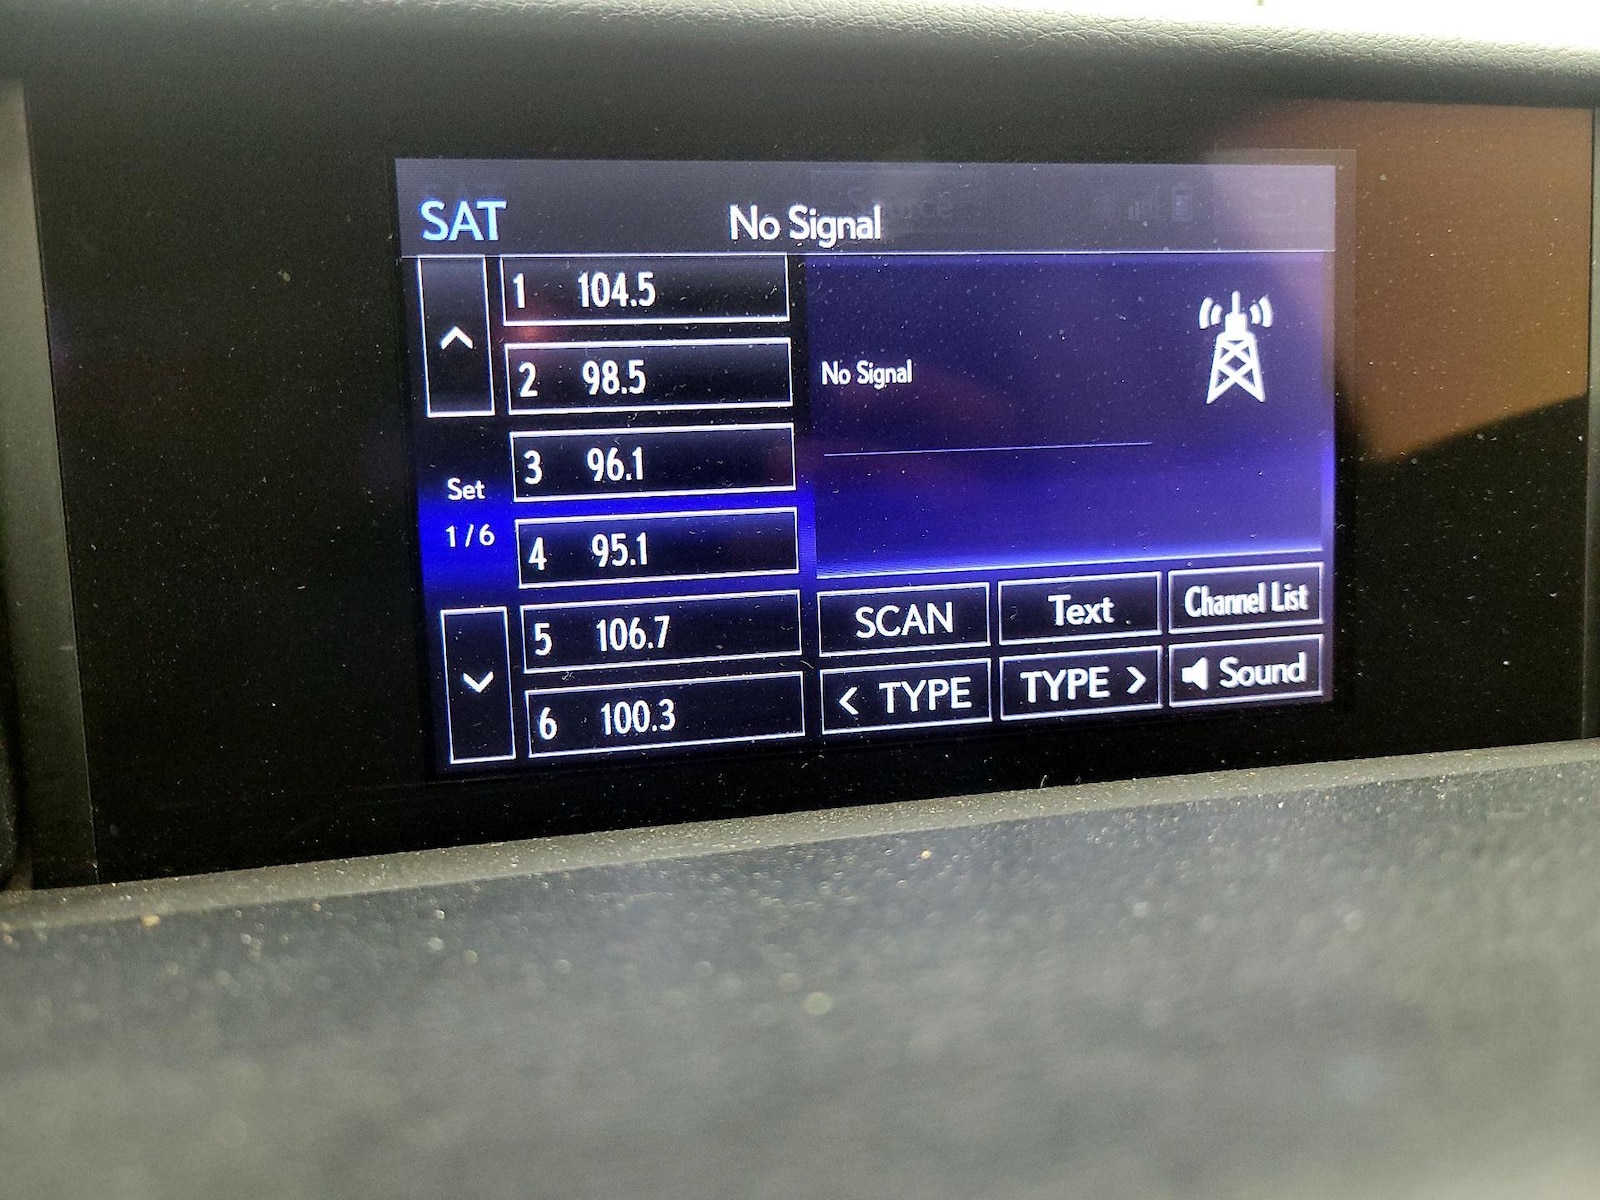 SAT
No Signal
1 104.5
2 98.5
3 96.1
Set
1/6
4 95.1
5 106.7
6 100.3
No Signal
SCAN
Text
Channel List
< TYPE
TYPE >
Sound